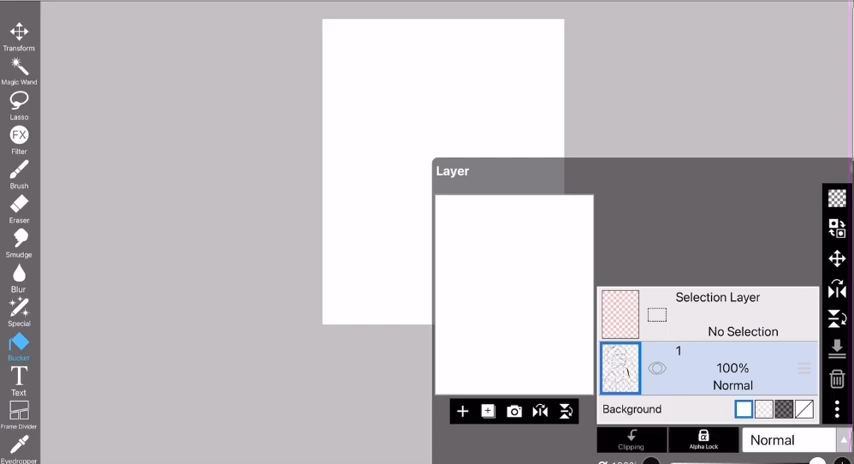 Transform
Magic Wand
Lasso
FX
Filter
Brush
Eraser
Smudge
Blur
Special
Bucket
T
Text
Frame Divider
Eyedropper
Layer
Selection Layer
No Selection
1
100%
Normal
Background
Clipping
Alpha Lock
Normal